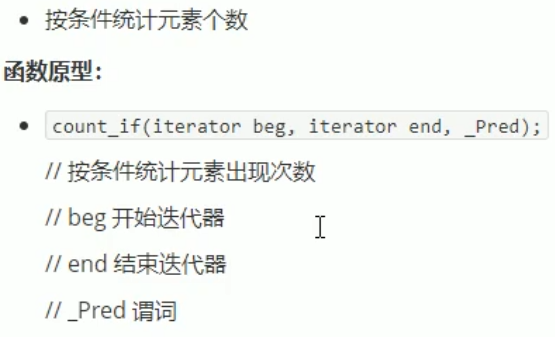 按条件统计元素个数
函数原型：
count_if(iterator beg, iterator end, _Pred);
// 按条件统计元素出现次数
// beg 开始迭代器
// end 结束迭代器
// _Pred 谓词